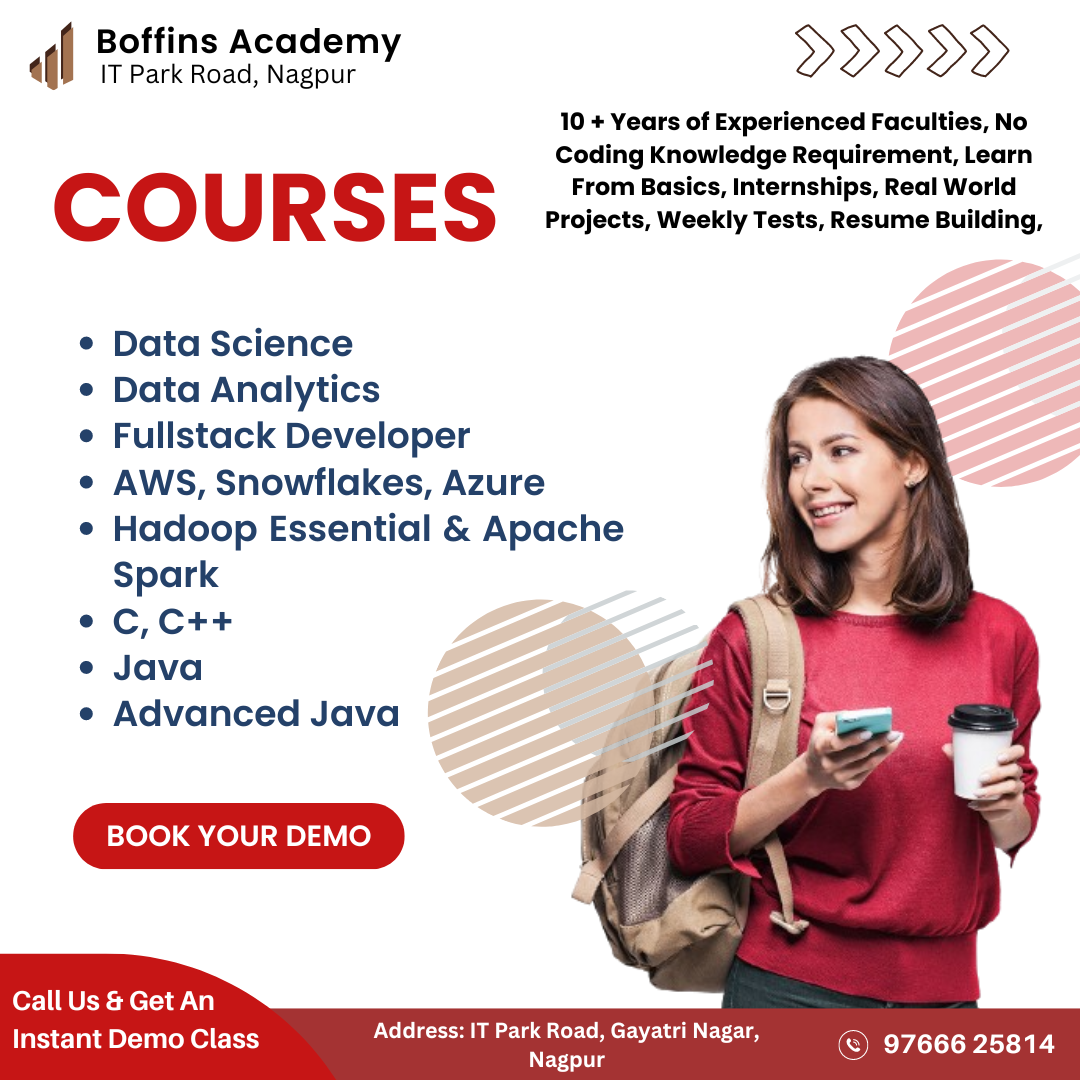 Boffins Academy
IT Park Road, Nagpur
10 + Years of Experienced Faculties, No
Coding Knowledge Requirement, Learn
From Basics, Internships, Real World
Projects, Weekly Tests, Resume Building,
COURSES
• Data Science
• Data Analytics
• Fullstack Developer
• AWS, Snowflakes, Azure
• Hadoop Essential & Apache
Spark
• C, C++
• Java
• Advanced Java
BOOK YOUR DEMO
Call Us & Get An
Instant Demo Class
Address: IT Park Road, Gayatri Nagar,
Nagpur
97666 25814